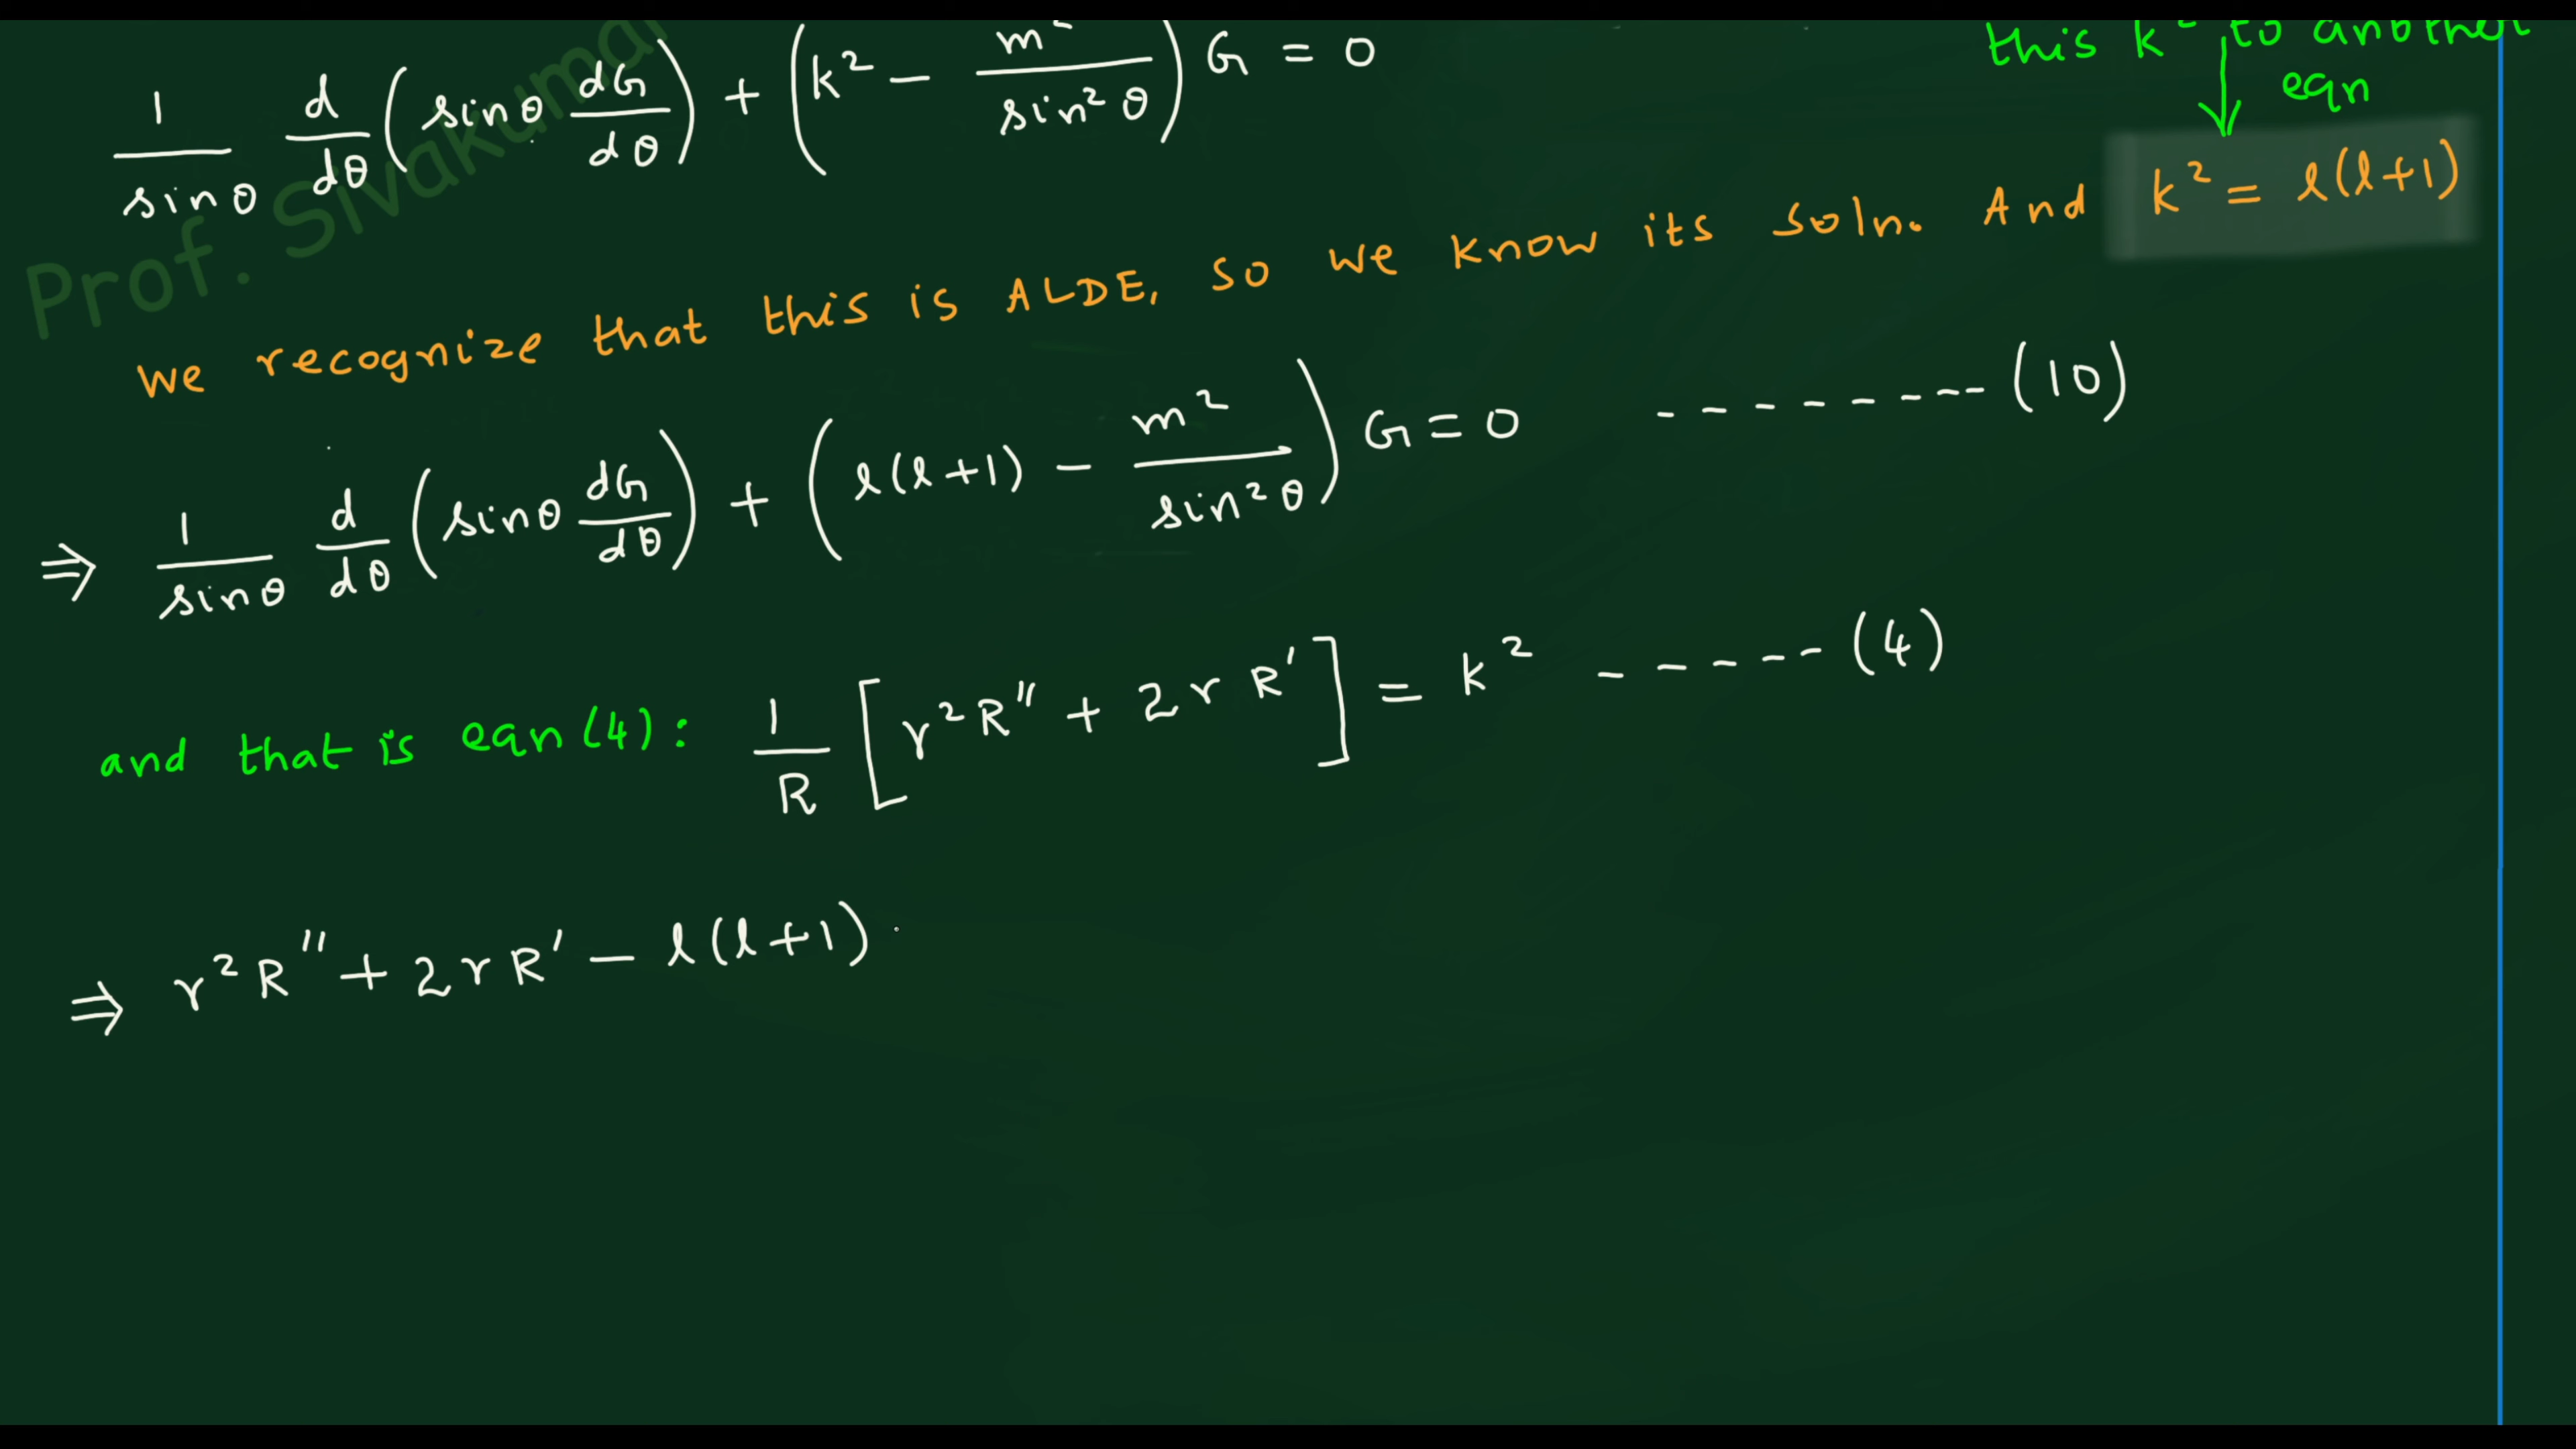 this k² to another
eqn
1/sinθ d/dθ (sinθ dG/dθ) + (k² − m²/sin²θ) G = 0
Prof. Sivakumar
We recognize that this is ALDE, so we know its soln. And k² = l(l+1)
⇒ 1/sinθ d/dθ (sinθ dG/dθ) + (l(l+1) − m²/sin²θ) G = 0 --------(10)
and that is eqn(4): 1/R [r²R'' + 2rR'] = k² -----(4)
⇒ r²R'' + 2rR' − l(l+1)